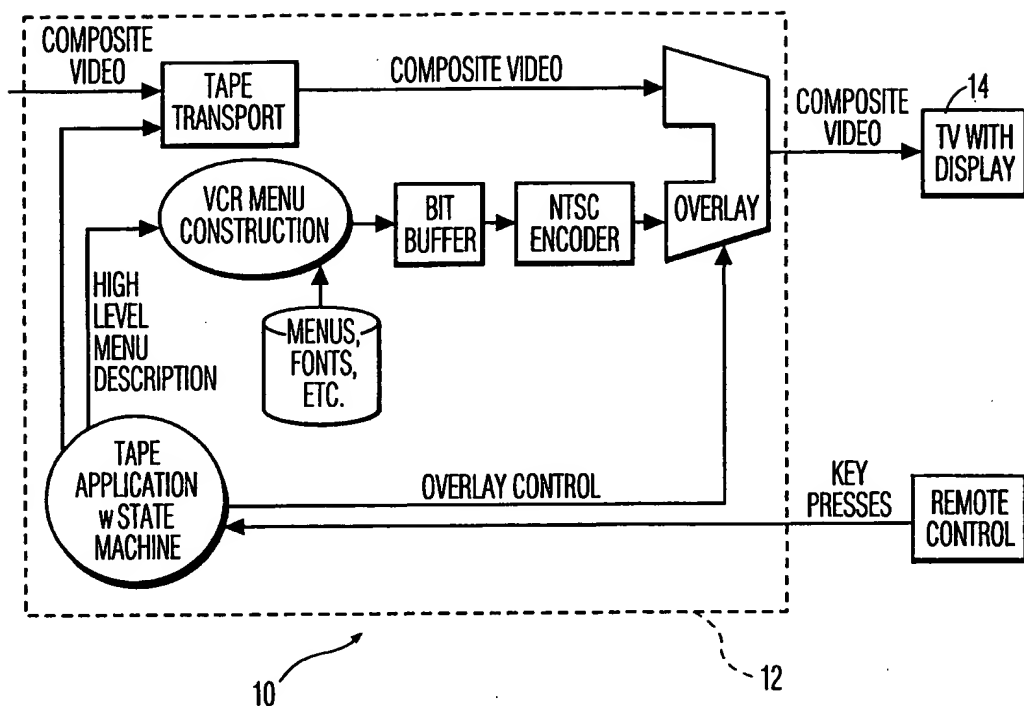 COMPOSITE
VIDEO
TAPE
TRANSPORT
COMPOSITE VIDEO
COMPOSITE
VIDEO
14
TV WITH
DISPLAY
VCR MENU
CONSTRUCTION
BIT
BUFFER
NTSC
ENCODER
OVERLAY
HIGH
LEVEL
MENU
DESCRIPTION
MENUS,
FONTS,
ETC.
TAPE
APPLICATION
w STATE
MACHINE
OVERLAY CONTROL
KEY
PRESSES
REMOTE
CONTROL
10
12